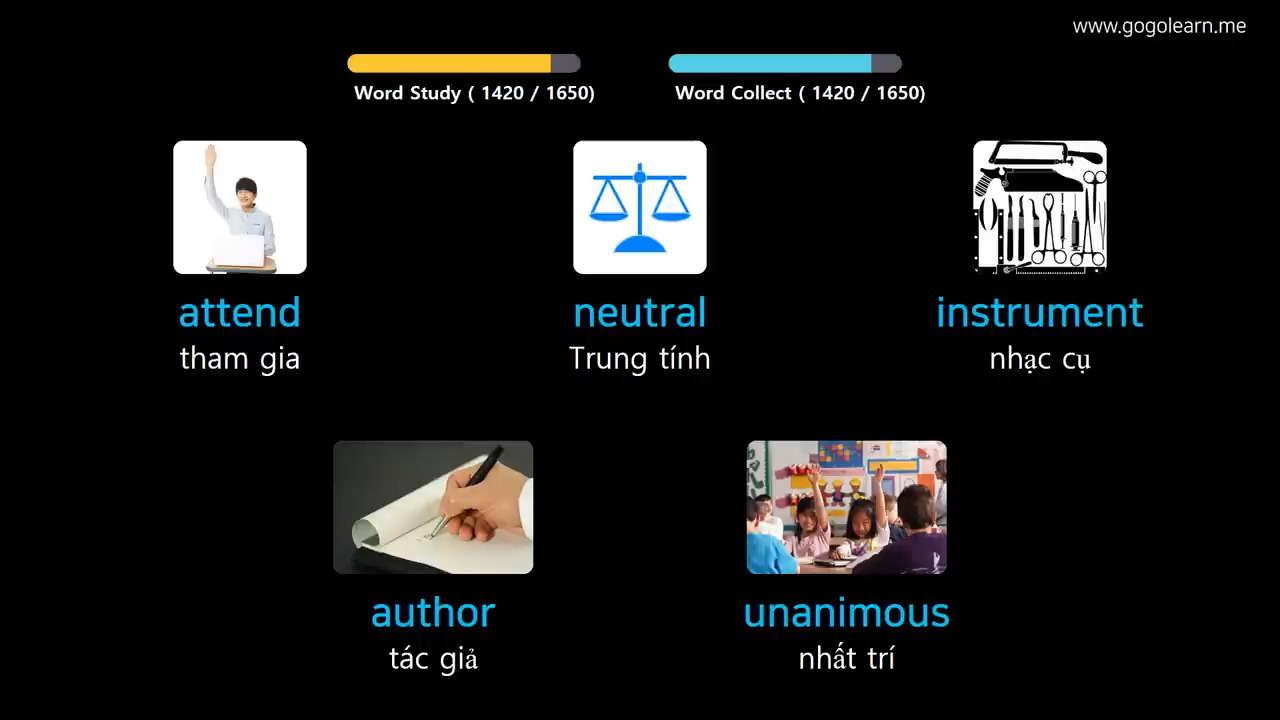 www.gogolearn.me
Word Study ( 1420 / 1650)
Word Collect ( 1420 / 1650)
attend
tham gia
neutral
Trung tính
instrument
nhạc cụ
author
tác giả
unanimous
nhất trí